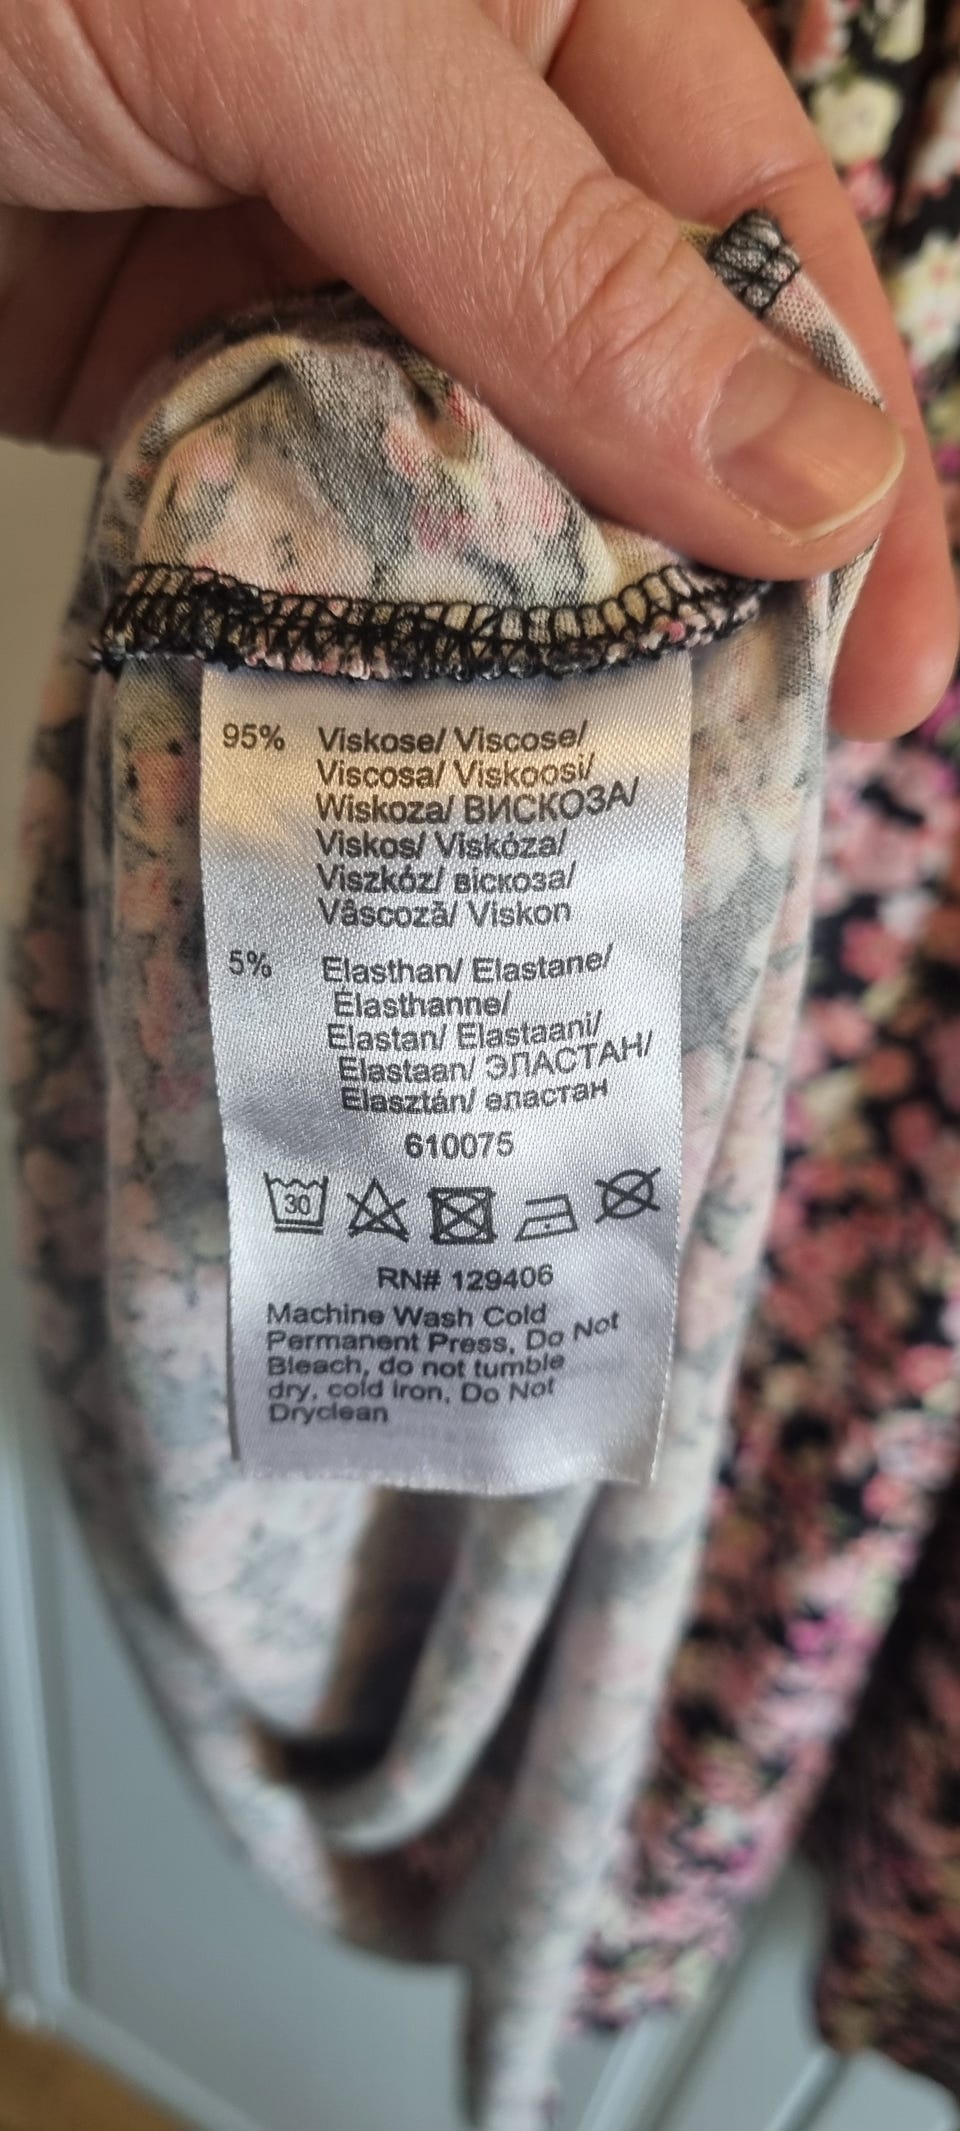 95% Viskose/ Viscose/
Viscosa/ Viskoosi/
Wiskoza/ ВИСКОЗА/
Viskos/ Viskóza/
Viszkóz/ віскоза/
Vâscoză/ Viskon
5% Elasthan/ Elastane/
Elasthanne/
Elastan/ Elastaani/
Elastaan/ ЭЛАСТАН/
Elasztán/ еластан
610075
30
RN# 129406
Machine Wash Cold
Permanent Press, Do Not
Bleach, do not tumble
dry, cold iron, Do Not
Dryclean